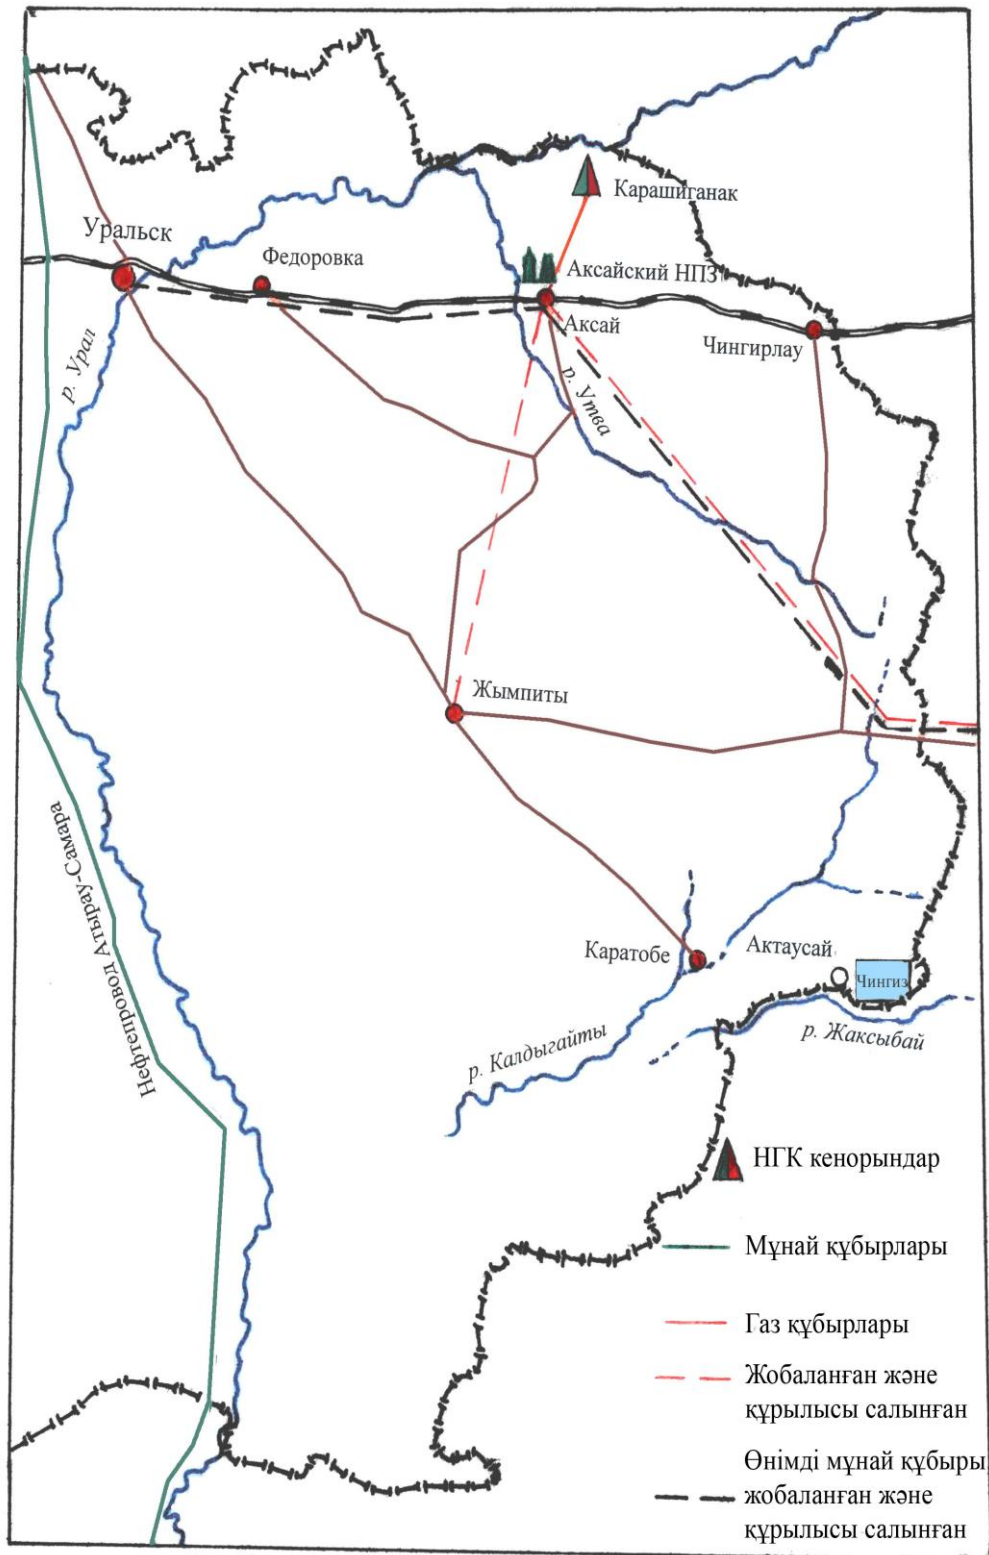 Карашиганак
Уральск
Федоровка
Аксайский НПЗ
Аксай
Чингирлау
р. Урал
р. Утва
Жымпиты
Нефтепровод Атырау-Самара
Каратобе
Актаусай
Чингиз
р. Калдыгайты
р. Жаксыбай
НГК кенорындар
Мұнай құбырлары
Газ құбырлары
Жобаланған және
құрылысы салынған
Өнімді мұнай құбыры
жобаланған және
құрылысы салынған